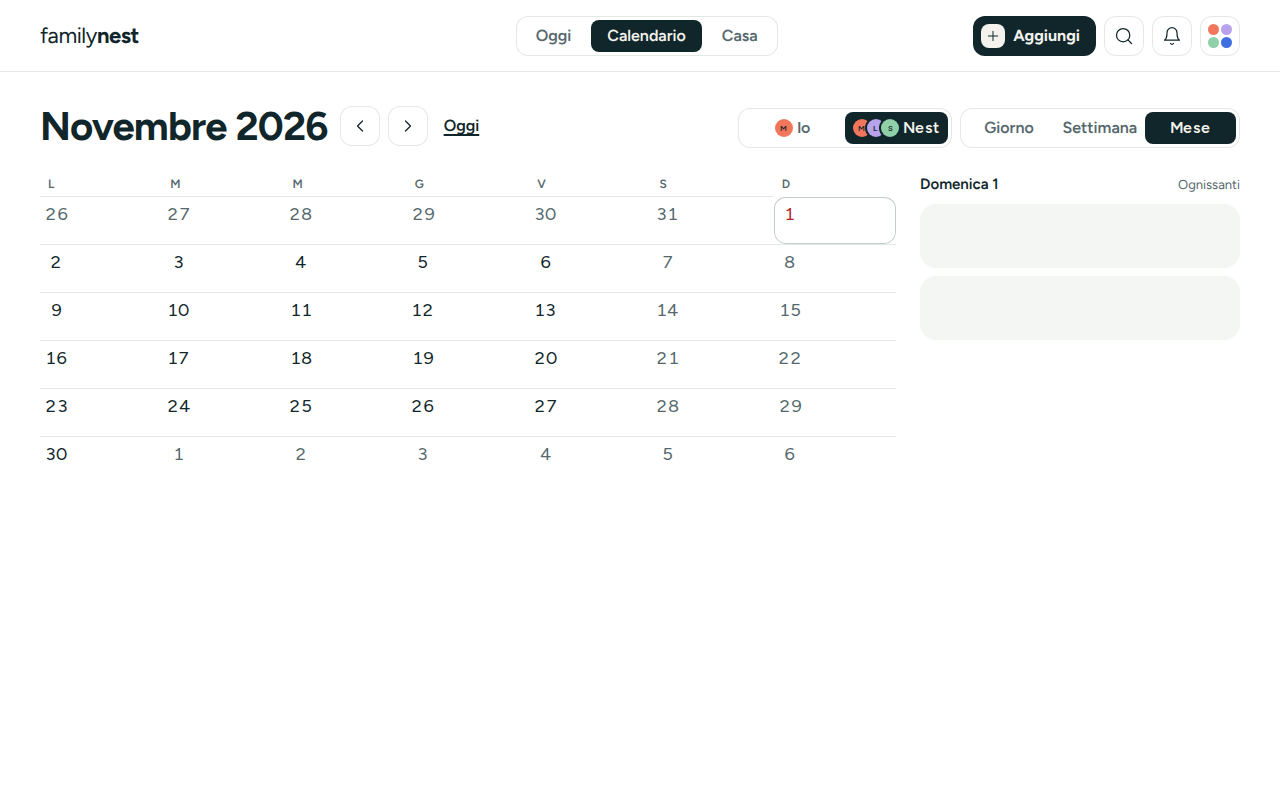 familynest Oggi Calendario Casa Aggiungi
Novembre 2026 Oggi M Io M L S Nest Giorno Settimana Mese
L M M G V S D
Domenica 1 Ognissanti
26 27 28 29 30 31 1
2 3 4 5 6 7 8
9 10 11 12 13 14 15
16 17 18 19 20 21 22
23 24 25 26 27 28 29
30 1 2 3 4 5 6